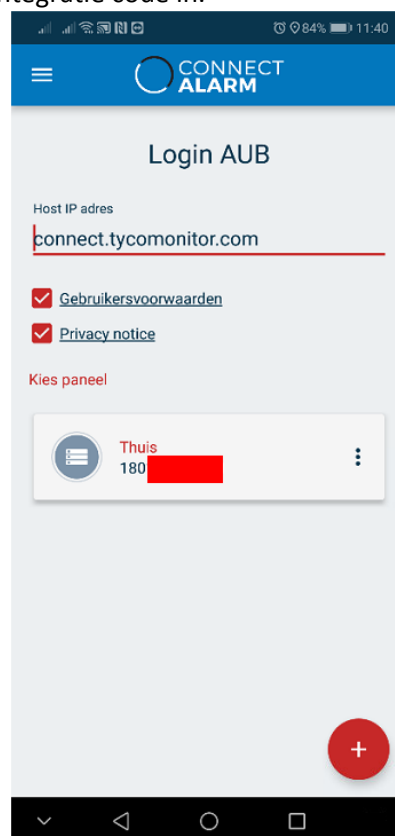 integratie code in.
84% 11:40
CONNECT
ALARM
Login AUB
Host IP adres
connect.tycomonitor.com
Gebruikersvoorwaarden
Privacy notice
Kies paneel
Thuis
180
+